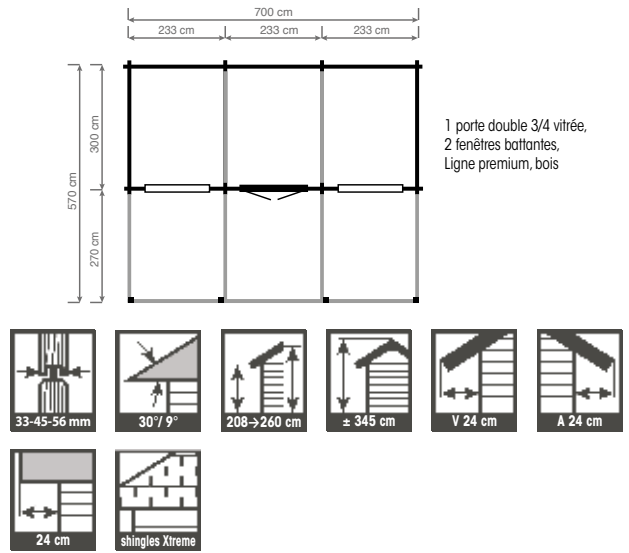 700 cm
233 cm
233 cm
233 cm
300 cm
570 cm
270 cm
1 porte double 3/4 vitrée,
2 fenêtres battantes,
Ligne premium, bois
33-45-56 mm
30°/ 9°
208→260 cm
± 345 cm
V 24 cm
A 24 cm
24 cm
shingles Xtreme